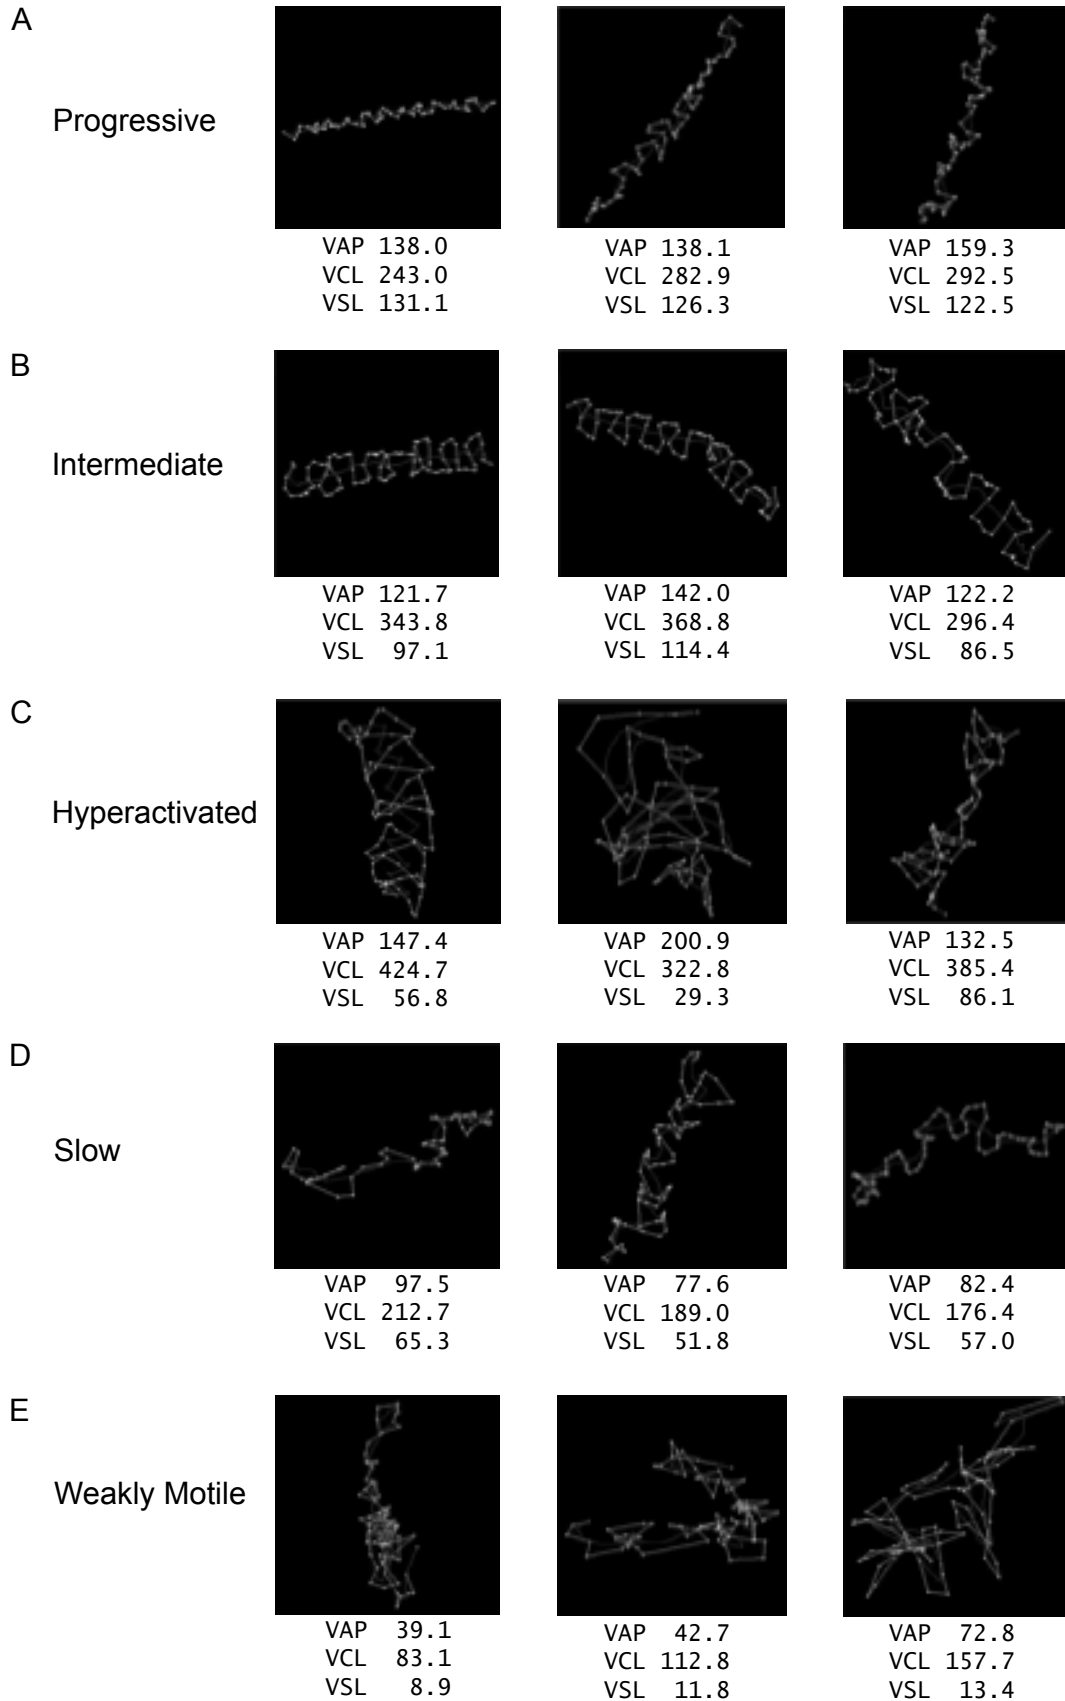 A
Progressive
VAP 138.0
VCL 243.0
VSL 131.1
VAP 138.1
VCL 282.9
VSL 126.3
VAP 159.3
VCL 292.5
VSL 122.5
B
Intermediate
VAP 121.7
VCL 343.8
VSL 97.1
VAP 142.0
VCL 368.8
VSL 114.4
VAP 122.2
VCL 296.4
VSL 86.5
C
Hyperactivated
VAP 147.4
VCL 424.7
VSL 56.8
VAP 200.9
VCL 322.8
VSL 29.3
VAP 132.5
VCL 385.4
VSL 86.1
D
Slow
VAP 97.5
VCL 212.7
VSL 65.3
VAP 77.6
VCL 189.0
VSL 51.8
VAP 82.4
VCL 176.4
VSL 57.0
E
Weakly Motile
VAP 39.1
VCL 83.1
VSL 8.9
VAP 42.7
VCL 112.8
VSL 11.8
VAP 72.8
VCL 157.7
VSL 13.4